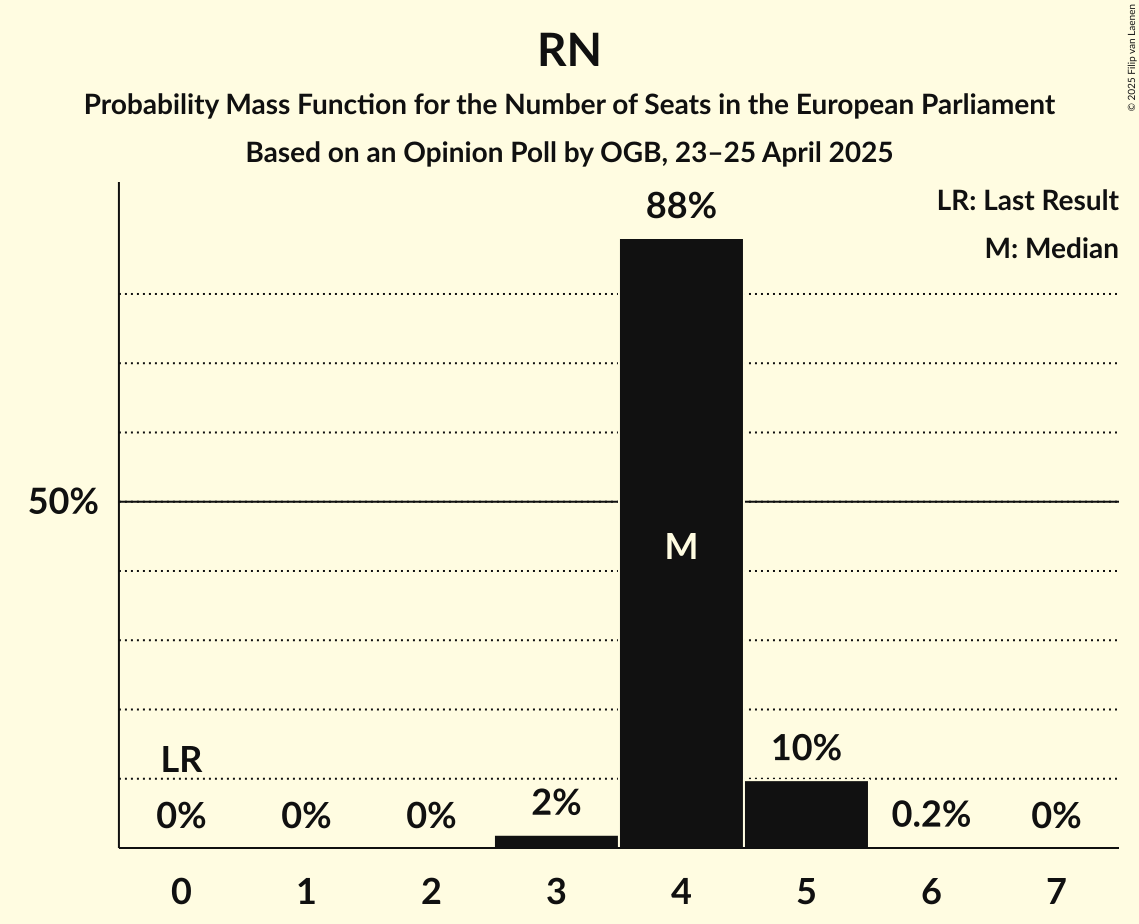 RN
Probability Mass Function for the Number of Seats in the European Parliament
Based on an Opinion Poll by OGB, 23–25 April 2025
© 2025 Filip van Laenen
LR: Last Result
M: Median
88%
50%
M
LR
10%
2%
0%
0%
0%
0.2%
0%
0 1 2 3 4 5 6 7